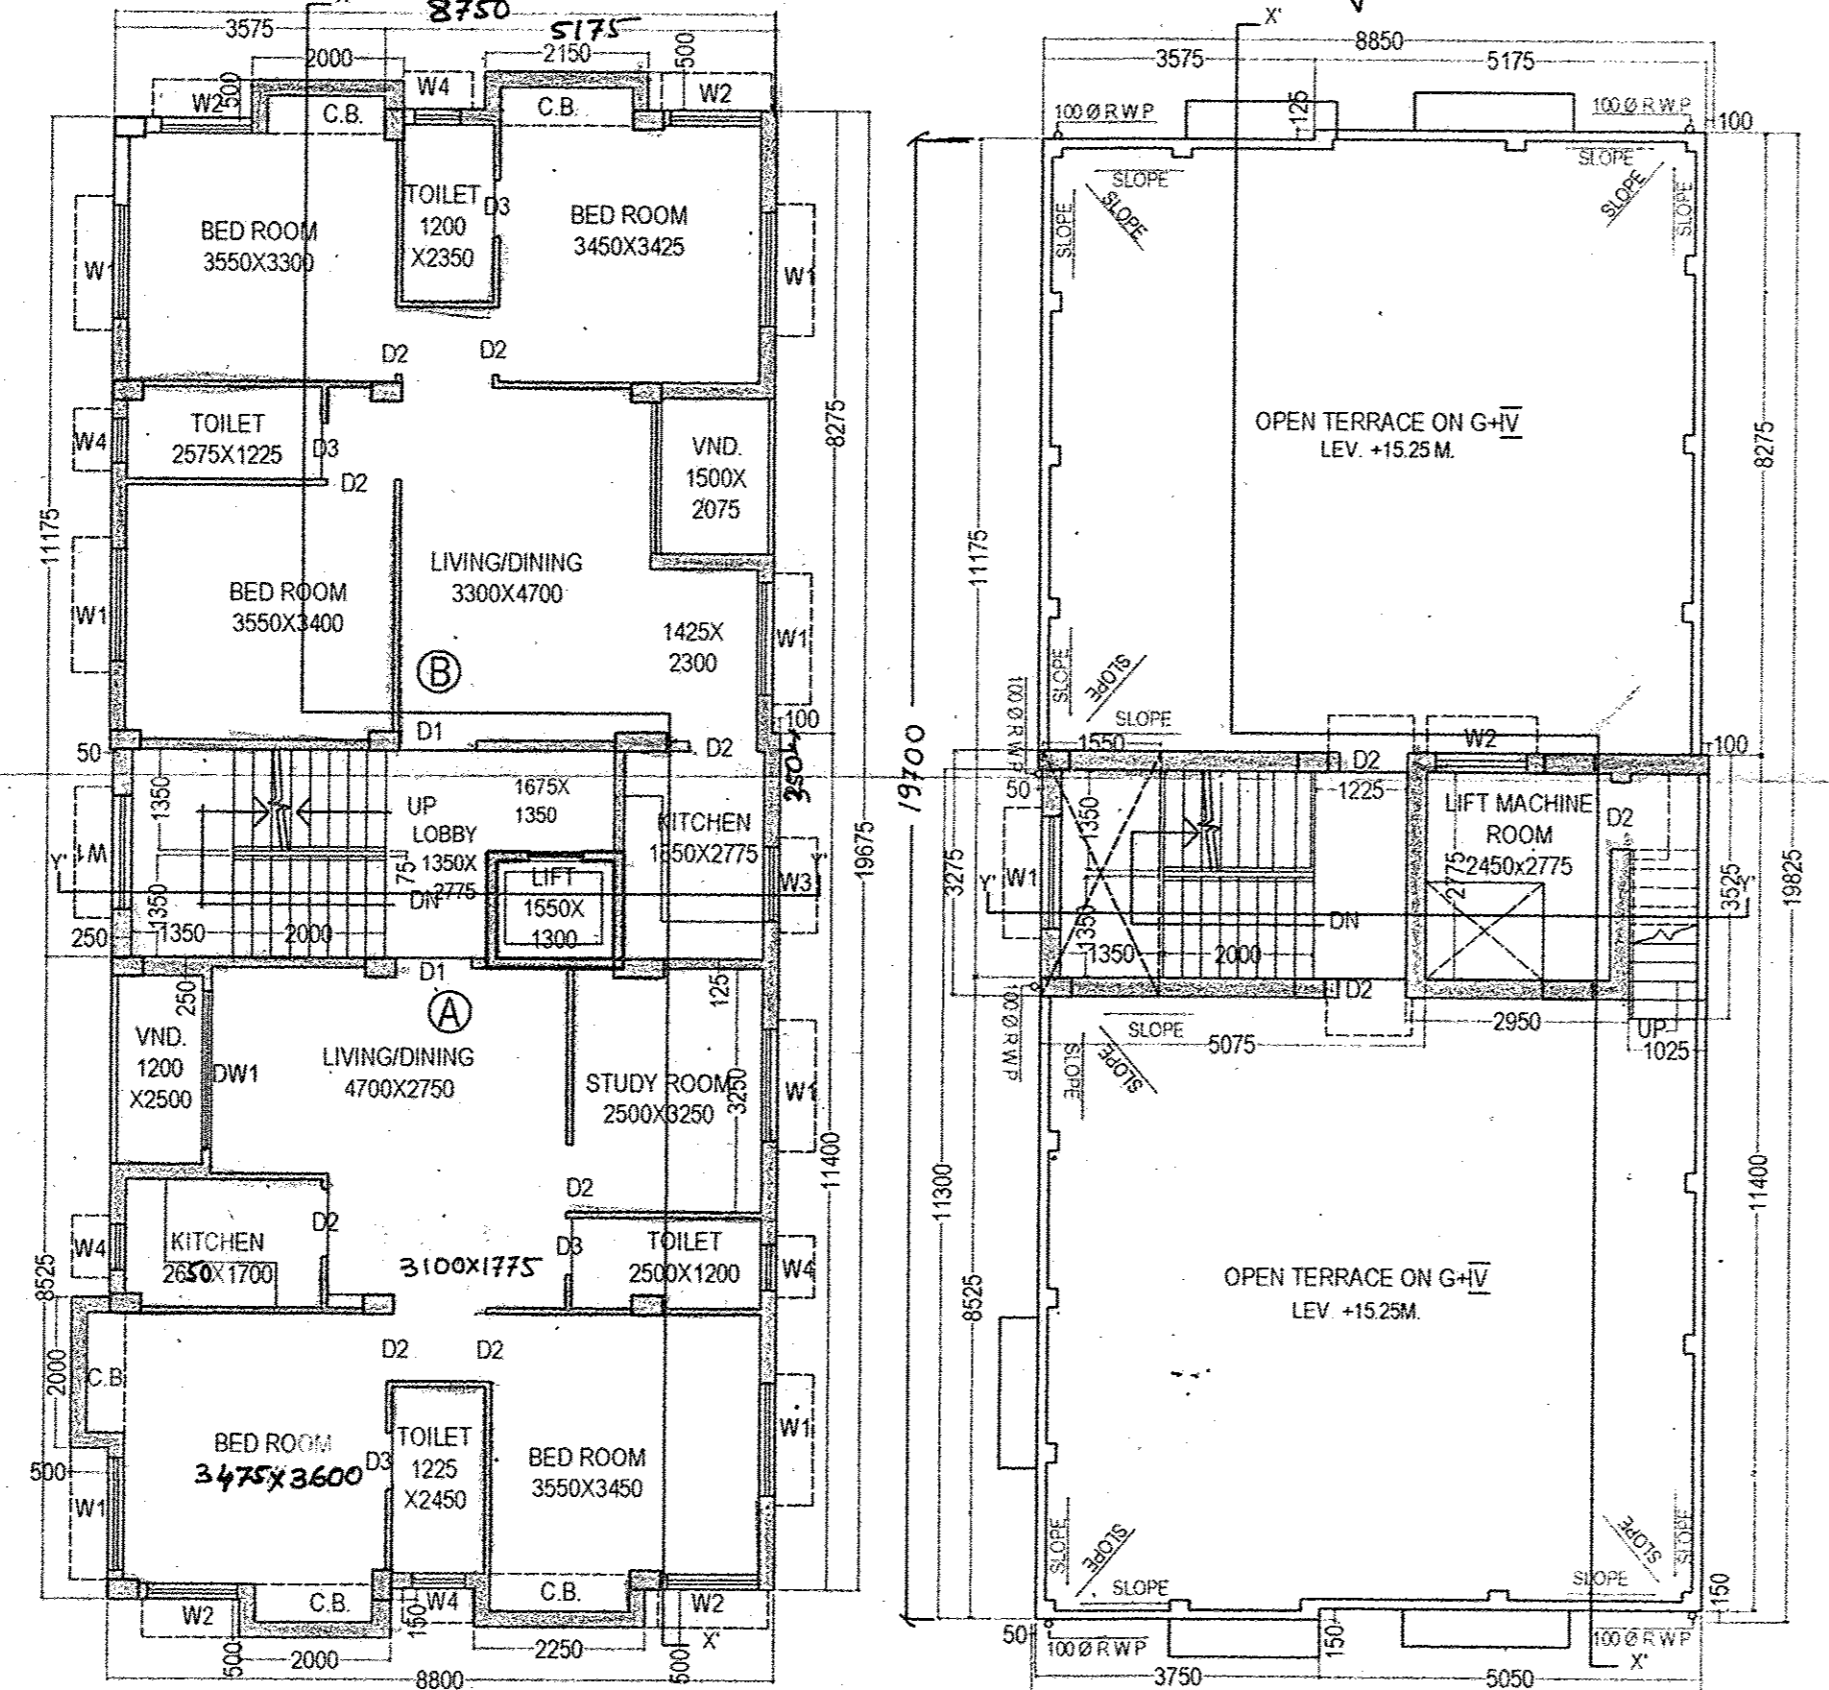 X'
8750
3575
5175
2000
2150
500
W2
500
C.B.
W4
C.B.
W2
BED ROOM
3550X3300
TOILET
1200
X2350
D3
BED ROOM
3450X3425
W1
W1
D2
D2
TOILET
2575X1225
D3
D2
W4
VND.
1500X
2075
8275
11175
LIVING/DINING
3300X4700
BED ROOM
3550X3400
W1
1425X
2300
W1
B
D1
100
D2
50
1350
1675X
1350
UP
LOBBY
1350X
2775
75
DN
KITCHEN
1850X2775
W1
Y'
Y'
W3
LIFT
1550X
1300
19675
1350
250
1350
2000
D1
A
250
125
VND.
1200
X2500
DW1
LIVING/DINING
4700X2750
STUDY ROOM
2500X3250
3250
W1
11400
D2
KITCHEN
2650X1700
D2
W4
3100X1775
D3
TOILET
2500X1200
W4
8525
2000
C.B
D2
D2
BED ROOM
3475X3600
D3
TOILET
1225
X2450
BED ROOM
3550X3450
W1
500
W1
W2
C.B.
W4
C.B.
W2
150
500
2000
2250
500
X'
8800
X'
8850
3575
5175
100 Ø R W P
125
100 Ø R W P
100
SLOPE
SLOPE
SLOPE
SLOPE
SLOPE
SLOPE
OPEN TERRACE ON G+IV
LEV. +15.25 M.
8275
11175
19700
SLOPE
SLOPE
SLOPE
100 Ø R W P
1550
D2
W2
100
50
1225
1350
LIFT MACHINE
ROOM
2450x2775
D2
2775
3275
W1
Y'
Y'
3525
19825
DN
1350
1350
2000
D2
100 Ø R W P
SLOPE
SLOPE
SLOPE
5075
2950
UP
1025
11300
11400
8525
OPEN TERRACE ON G+IV
LEV. +15.25M.
SLOPE
SLOPE
SLOPE
SLOPE
SLOPE
SLOPE
150
50
100 Ø R W P
150
100 Ø R W P
X'
3750
5050